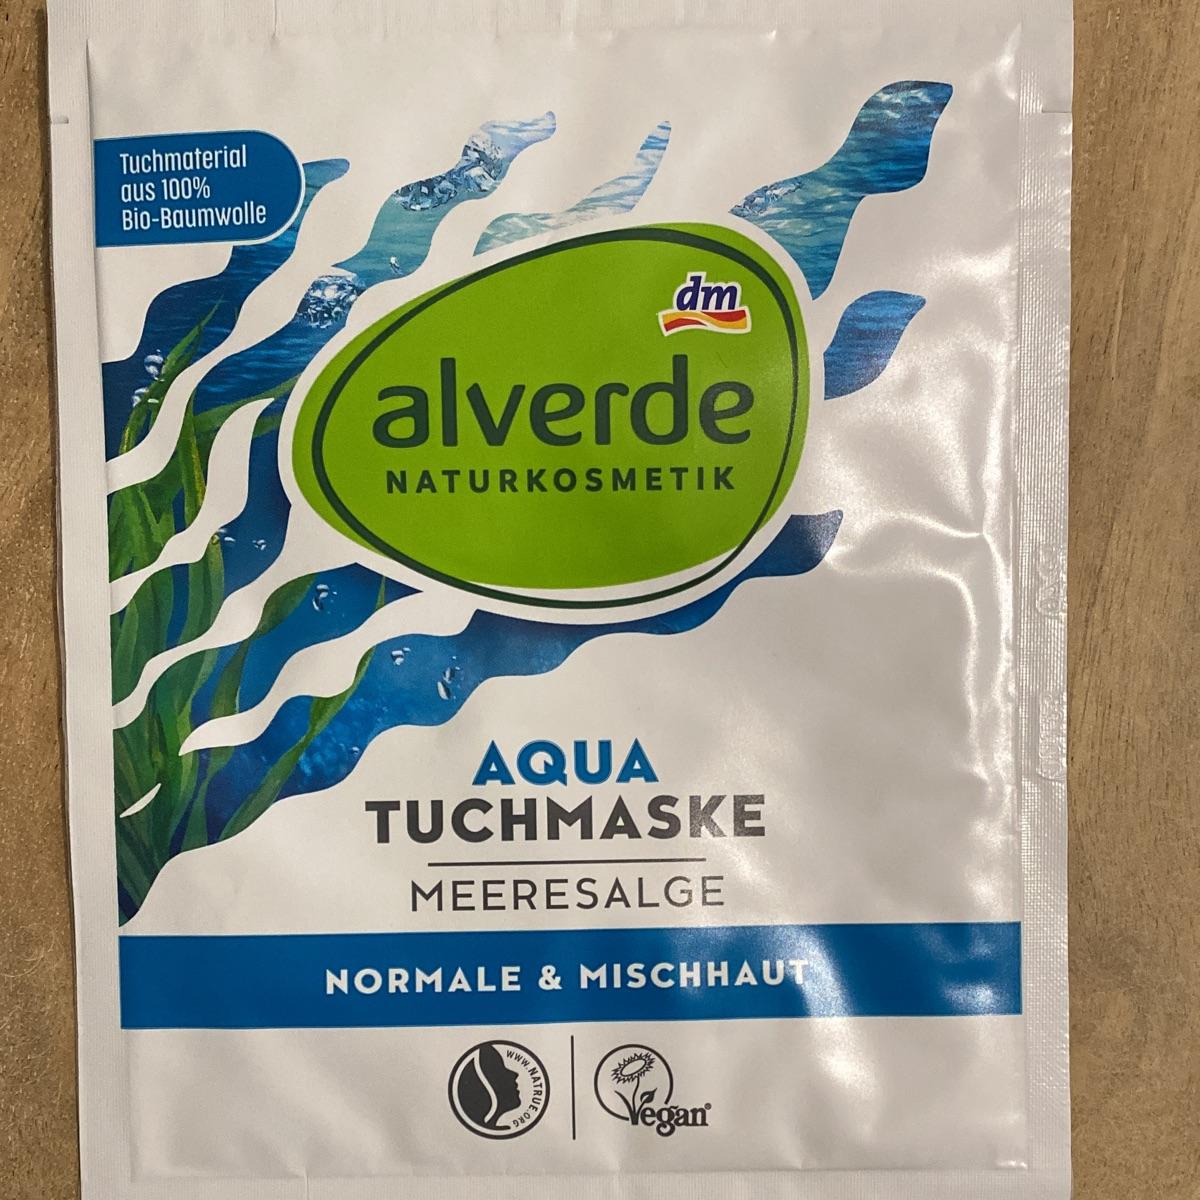 Tuchmaterial
aus 100%
Bio-Baumwolle
dm
alverde
NATURKOSMETIK
AQUA
TUCHMASKE
MEERESALGE
NORMALE & MISCHHAUT
WWW.NATRUE.ORG
Vegan®